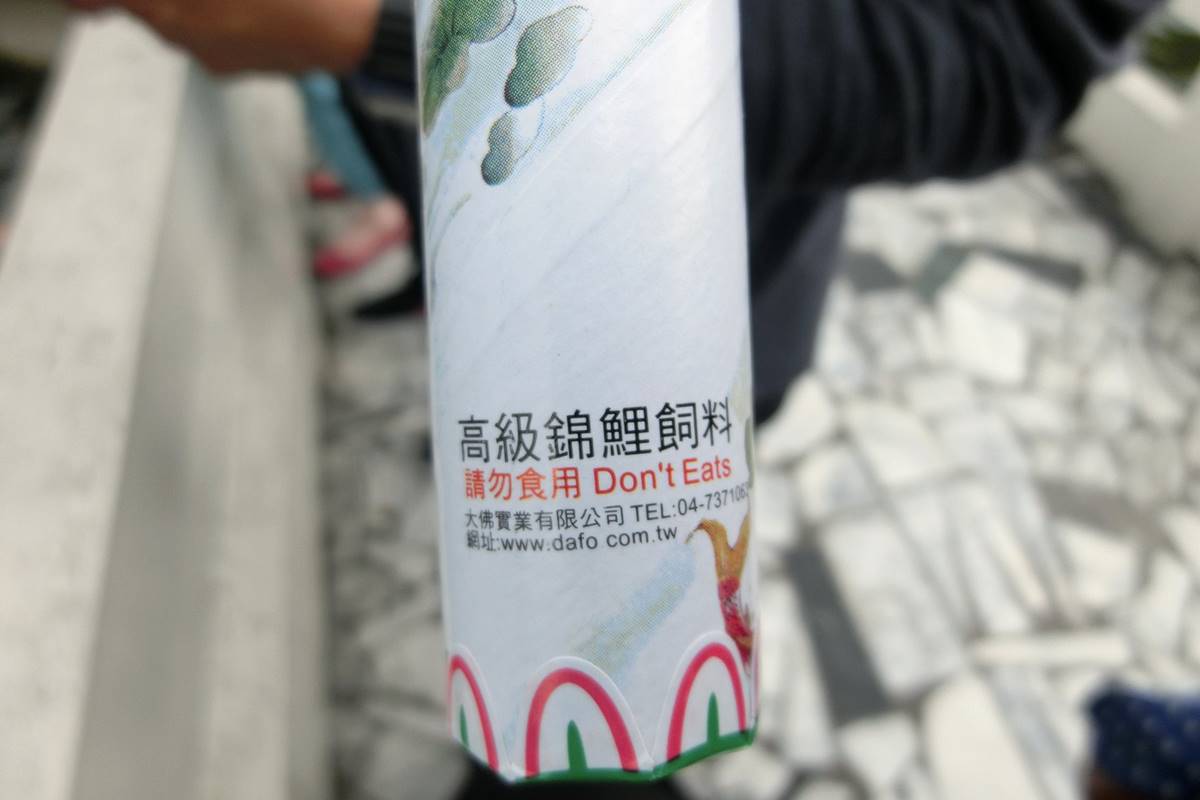 高級錦鯉飼料
請勿食用 Don't Eats
大佛實業有限公司 TEL:04-737106
網址:www.dafo com.tw